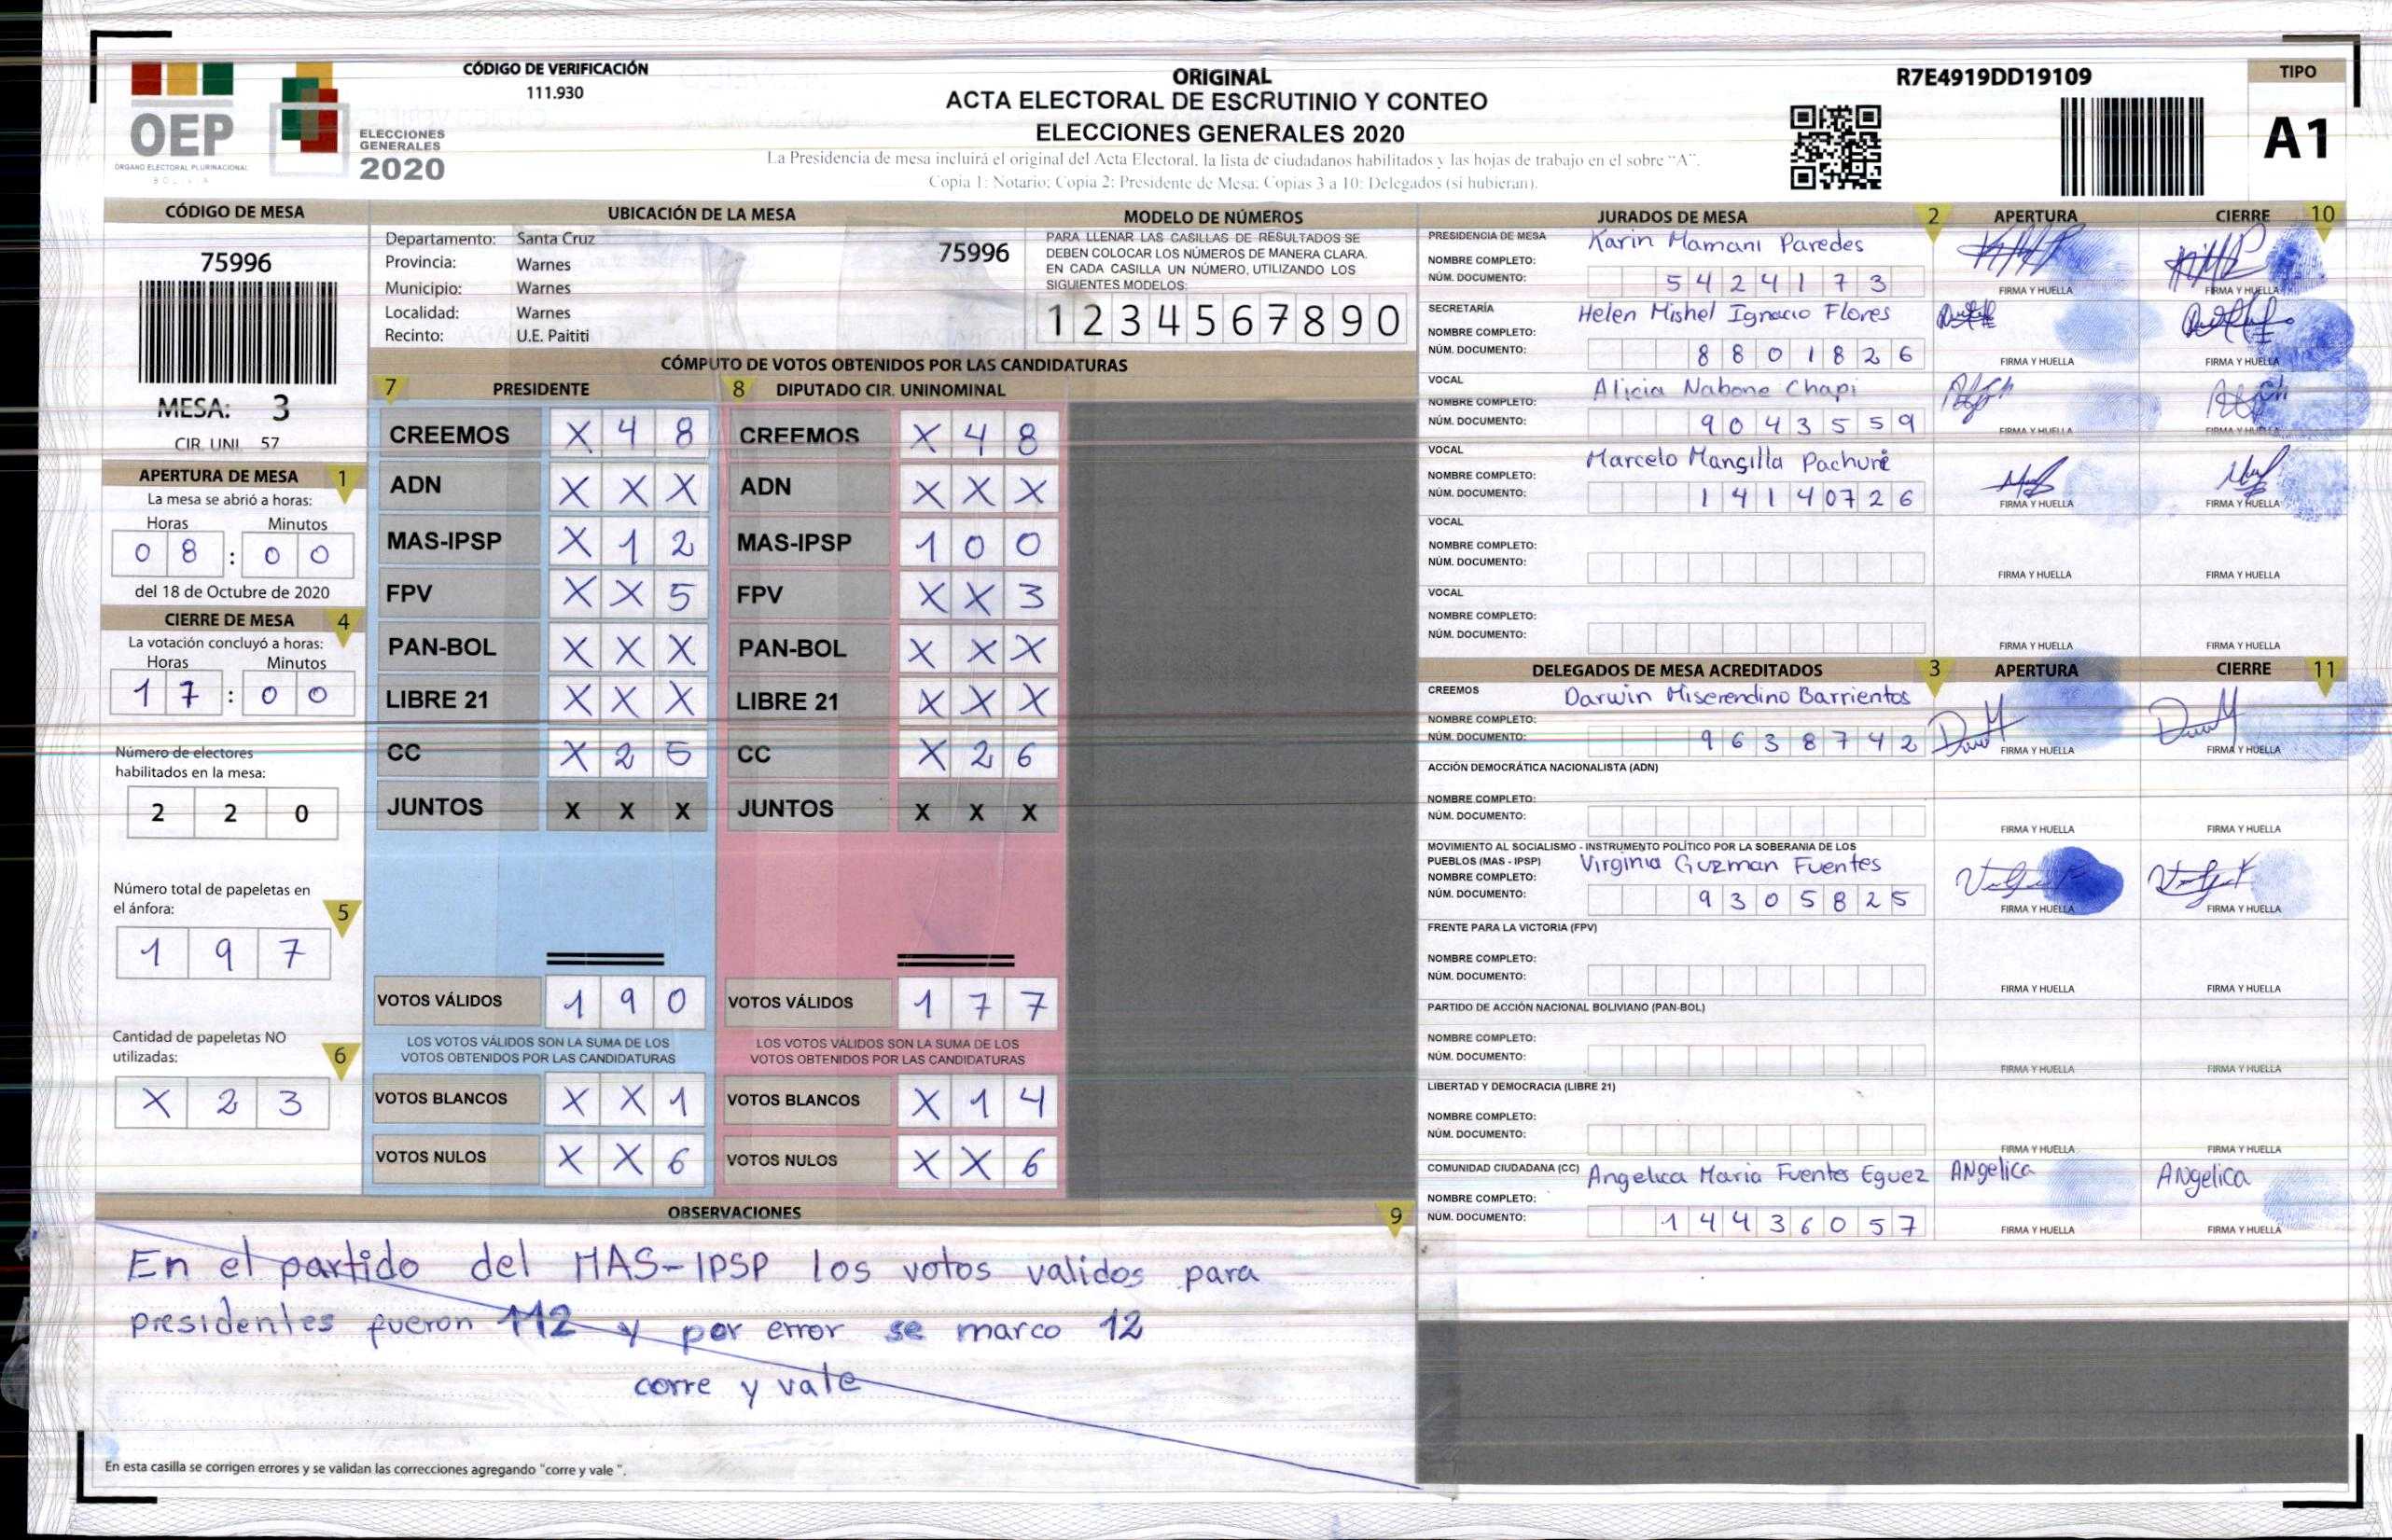 CÓDIGO DE VERIFICACIÓN
111.930
OEP
ÓRGANO ELECTORAL PLURINACIONAL
BOLIVIA
ELECCIONES
GENERALES
2020
ORIGINAL
ACTA ELECTORAL DE ESCRUTINIO Y CONTEO
ELECCIONES GENERALES 2020
La Presidencia de mesa incluirá el original del Acta Electoral, la lista de ciudadanos habilitados y las hojas de trabajo en el sobre "A".
Copia 1: Notario; Copia 2: Presidente de Mesa; Copias 3 a 10: Delegados (si hubieran).
R7E4919DD19109
TIPO
A1
CÓDIGO DE MESA
75996
MESA: 3
CIR. UNI. 57
APERTURA DE MESA 1
La mesa se abrió a horas:
Horas Minutos
0 8 : 0 0
del 18 de Octubre de 2020
CIERRE DE MESA 4
La votación concluyó a horas:
Horas Minutos
1 7 : 0 0
Número de electores
habilitados en la mesa:
2 2 0
Número total de papeletas en
el ánfora: 5
1 9 7
Cantidad de papeletas NO
utilizadas: 6
X 2 3
UBICACIÓN DE LA MESA
Departamento: Santa Cruz 75996
Provincia: Warnes
Municipio: Warnes
Localidad: Warnes
Recinto: U.E. Paititi
MODELO DE NÚMEROS
PARA LLENAR LAS CASILLAS DE RESULTADOS SE
DEBEN COLOCAR LOS NÚMEROS DE MANERA CLARA.
EN CADA CASILLA UN NÚMERO, UTILIZANDO LOS
SIGUIENTES MODELOS:
1 2 3 4 5 6 7 8 9 0
CÓMPUTO DE VOTOS OBTENIDOS POR LAS CANDIDATURAS
7 PRESIDENTE 8 DIPUTADO CIR. UNINOMINAL
CREEMOS X 4 8 CREEMOS X 4 8
ADN X X X ADN X X X
MAS-IPSP X 1 2 MAS-IPSP 1 0 0
FPV X X 5 FPV X X 3
PAN-BOL X X X PAN-BOL X X X
LIBRE 21 X X X LIBRE 21 X X X
CC X 2 5 CC X 2 6
JUNTOS X X X JUNTOS X X X
VOTOS VÁLIDOS 1 9 0 VOTOS VÁLIDOS 1 7 7
LOS VOTOS VÁLIDOS SON LA SUMA DE LOS LOS VOTOS VÁLIDOS SON LA SUMA DE LOS
VOTOS OBTENIDOS POR LAS CANDIDATURAS VOTOS OBTENIDOS POR LAS CANDIDATURAS
VOTOS BLANCOS X X 1 VOTOS BLANCOS X 1 4
VOTOS NULOS X X 6 VOTOS NULOS X X 6
JURADOS DE MESA 2 APERTURA CIERRE 10
PRESIDENCIA DE MESA Karin Mamani Paredes
NOMBRE COMPLETO:
NÚM. DOCUMENTO: 5 4 2 4 1 7 3 FIRMA Y HUELLA FIRMA Y HUELLA
SECRETARÍA Helen Mishel Ignacio Flores
NOMBRE COMPLETO:
NÚM. DOCUMENTO: 8 8 0 1 8 2 6 FIRMA Y HUELLA FIRMA Y HUELLA
VOCAL Alicia Nabone Chapi
NOMBRE COMPLETO:
NÚM. DOCUMENTO: 9 0 4 3 5 5 9 FIRMA Y HUELLA FIRMA Y HUELLA
VOCAL Marcelo Mansilla Pachuri
NOMBRE COMPLETO:
NÚM. DOCUMENTO: 1 4 1 4 0 7 2 6 FIRMA Y HUELLA FIRMA Y HUELLA
VOCAL
NOMBRE COMPLETO:
NÚM. DOCUMENTO: FIRMA Y HUELLA FIRMA Y HUELLA
VOCAL
NOMBRE COMPLETO:
NÚM. DOCUMENTO: FIRMA Y HUELLA FIRMA Y HUELLA
DELEGADOS DE MESA ACREDITADOS 3 APERTURA CIERRE 11
CREEMOS Darwin Miserendino Barrientos
NOMBRE COMPLETO:
NÚM. DOCUMENTO: 9 6 3 8 7 4 2 FIRMA Y HUELLA FIRMA Y HUELLA
ACCIÓN DEMOCRÁTICA NACIONALISTA (ADN)
NOMBRE COMPLETO:
NÚM. DOCUMENTO: FIRMA Y HUELLA FIRMA Y HUELLA
MOVIMIENTO AL SOCIALISMO - INSTRUMENTO POLÍTICO POR LA SOBERANIA DE LOS
PUEBLOS (MAS - IPSP) Virginia Guzman Fuentes
NOMBRE COMPLETO:
NÚM. DOCUMENTO: 9 3 0 5 8 2 5 FIRMA Y HUELLA FIRMA Y HUELLA
FRENTE PARA LA VICTORIA (FPV)
NOMBRE COMPLETO:
NÚM. DOCUMENTO: FIRMA Y HUELLA FIRMA Y HUELLA
PARTIDO DE ACCIÓN NACIONAL BOLIVIANO (PAN-BOL)
NOMBRE COMPLETO:
NÚM. DOCUMENTO: FIRMA Y HUELLA FIRMA Y HUELLA
LIBERTAD Y DEMOCRACIA (LIBRE 21)
NOMBRE COMPLETO:
NÚM. DOCUMENTO: FIRMA Y HUELLA FIRMA Y HUELLA
COMUNIDAD CIUDADANA (CC) Angelica Maria Fuentes Eguez ANgelica ANgelica
NOMBRE COMPLETO:
NÚM. DOCUMENTO: 1 4 4 3 6 0 5 7 FIRMA Y HUELLA FIRMA Y HUELLA
OBSERVACIONES 9
En el partido del MAS-IPSP los votos validos para
presidentes fueron 112 y por error se marco 12
corre y vale
En esta casilla se corrigen errores y se validan las correcciones agregando "corre y vale ".